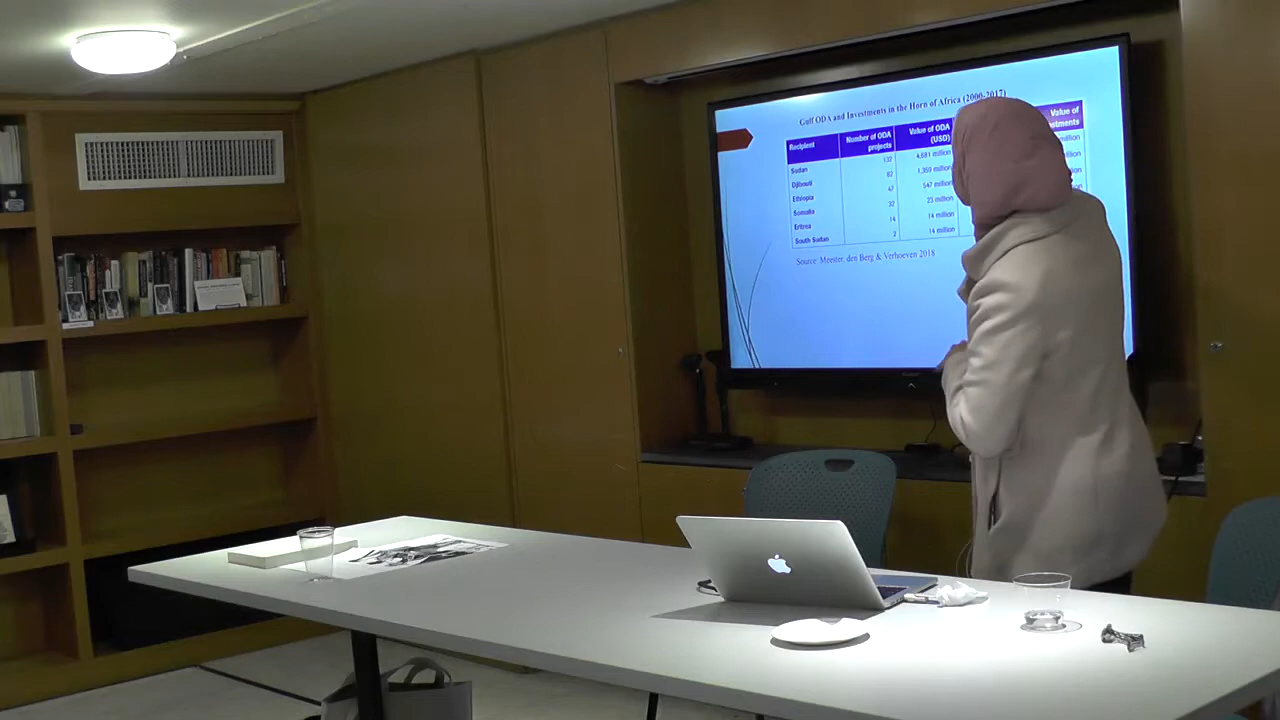 Gulf ODA and Investments in the Horn of Africa (2000-2017)
Recipient Number of ODA projects Value of ODA (USD) Value of
Sudan 132 4,681 million
Djibouti 62 1,359 million million
Ethiopia 47 547 million
Somalia 32 23 million
Eritrea 14 14 million
South Sudan 2 14 million
Source: Meester, den Berg & Verhoeven 2018